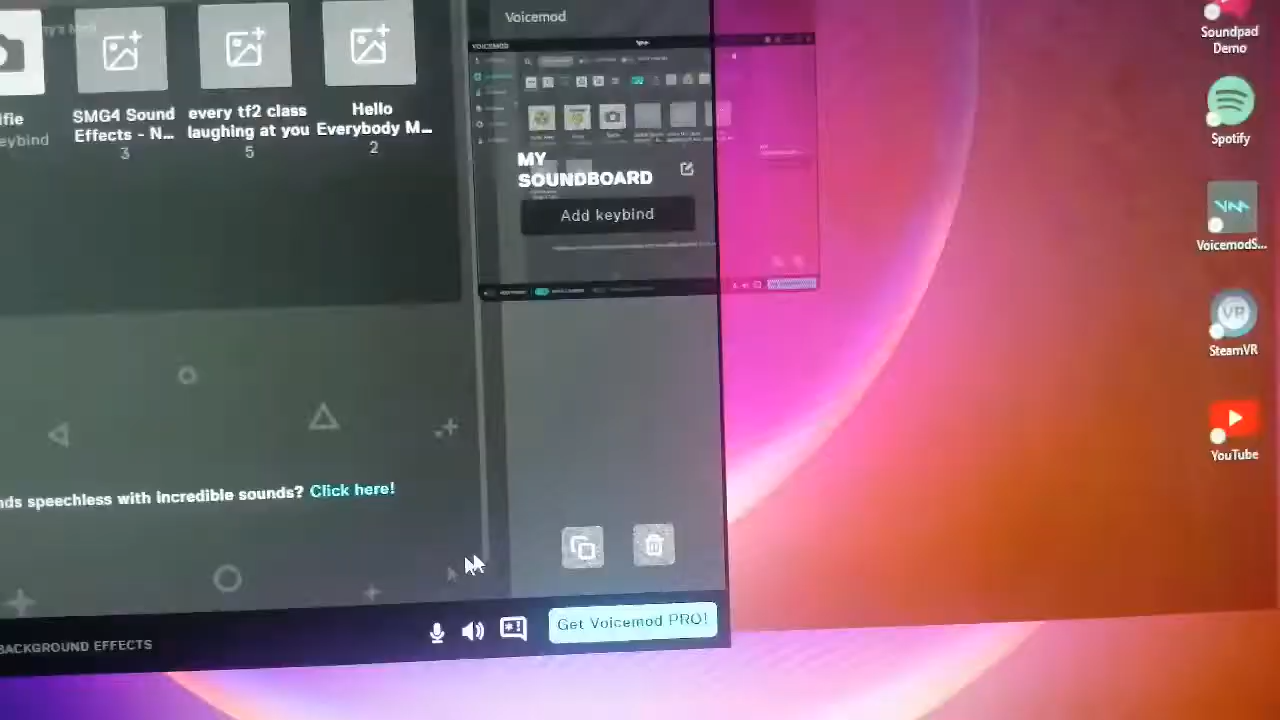 Voicemod
VOICEMOD
Soundpad
Demo
Spotify
VoicemodS...
VR
SteamVR
YouTube
fie
eybind
SMG4 Sound
Effects - N...
3
every tf2 class
laughing at you
5
Hello
Everybody M...
2
MY
SOUNDBOARD
Add keybind
nds speechless with incredible sounds? Click here!
BACKGROUND EFFECTS
Get Voicemod PRO!